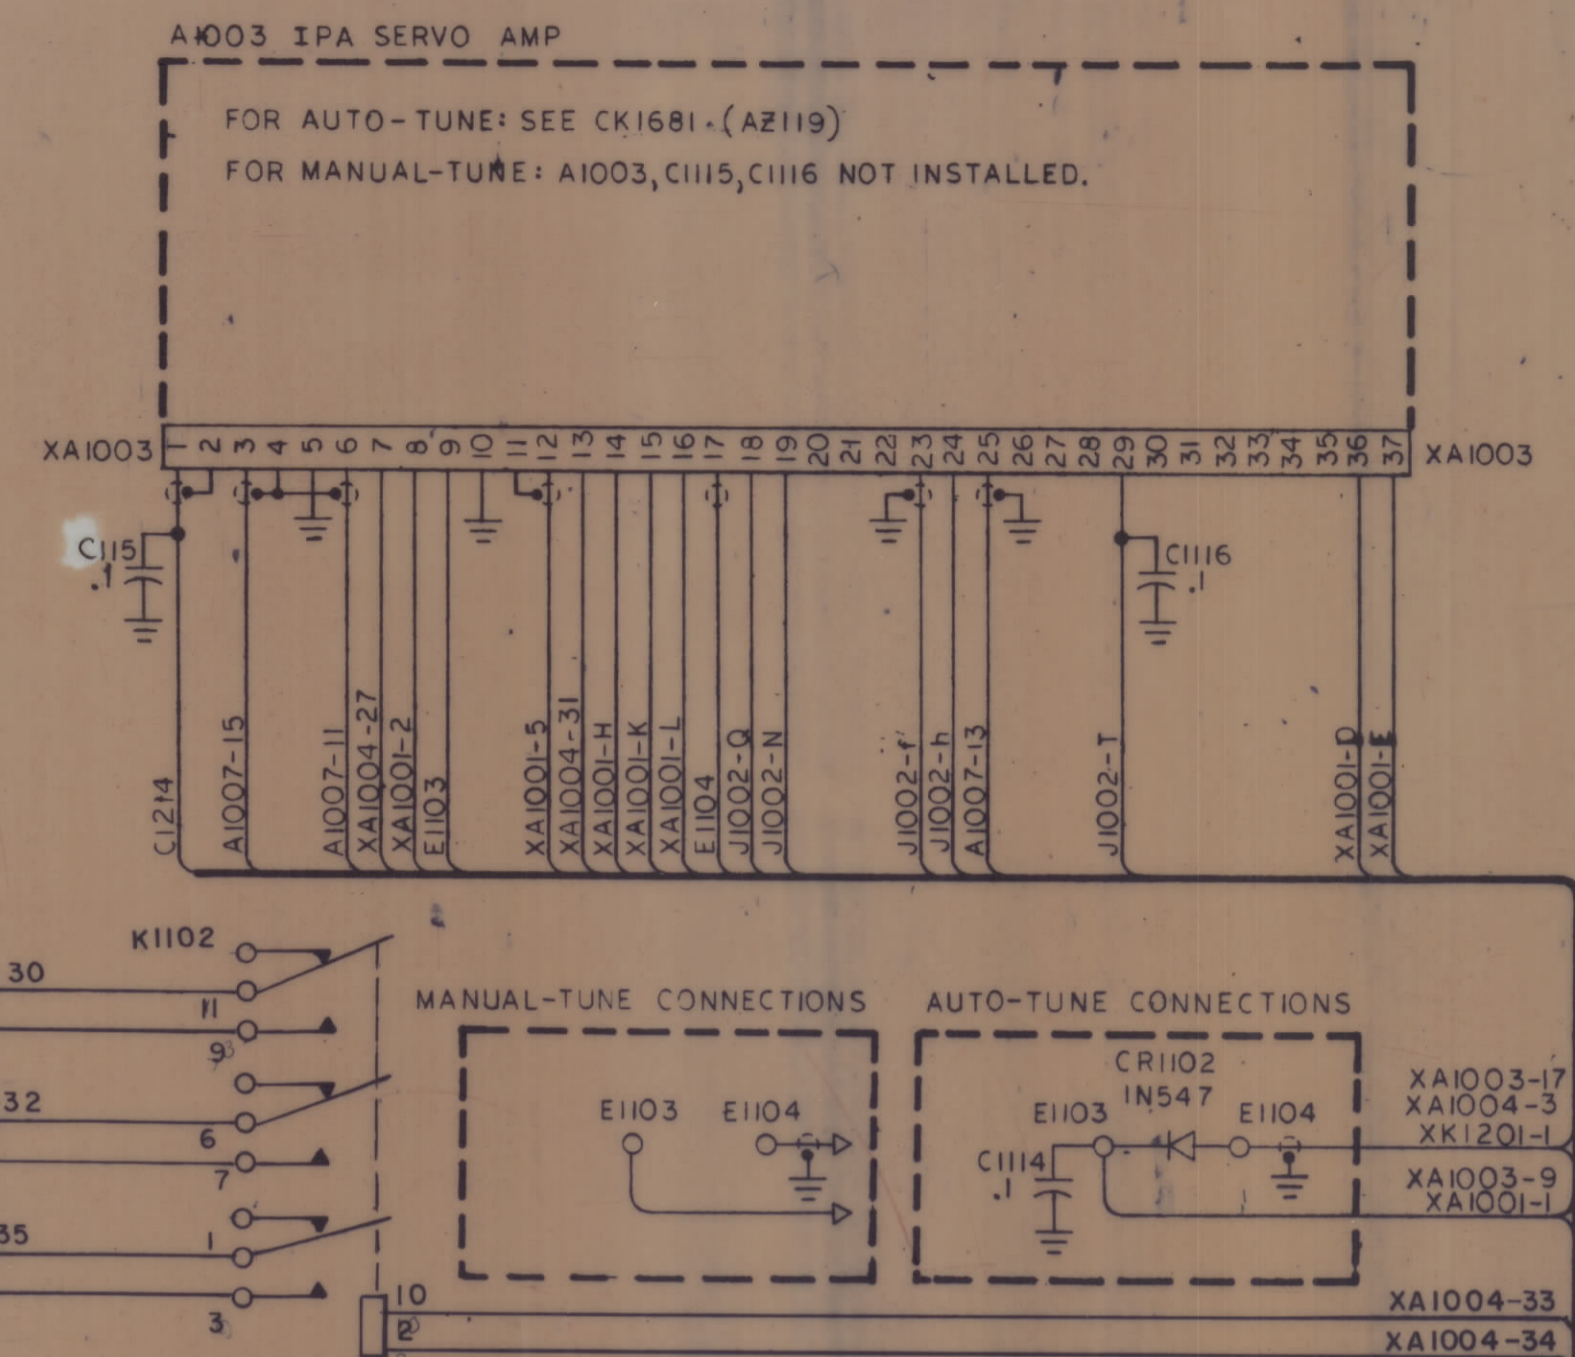 A1003 IPA SERVO AMP
FOR AUTO-TUNE: SEE CK1681.(AZ119)
FOR MANUAL-TUNE: A1003,C1115,C1116 NOT INSTALLED.
XA1003 1 2 3 4 5 6 7 8 9 10 11 12 13 14 15 16 17 18 19 20 21 22 23 24 25 26 27 28 29 30 31 32 33 34 35 36 37 XA1003
C115
.1
C1116
.1
C1214
A1007-15
A1007-11
XA1004-27
XA1001-2
E1103
XA1001-5
XA1004-31
XA1001-H
XA1001-K
XA1001-L
E1104
J1002-Q
J1002-N
J1002-f
J1002-h
A1007-13
J1002-T
XA1001-D
XA1001-E
K1102
30
11
9
32
6
7
35
1
3
10
2
MANUAL-TUNE CONNECTIONS
E1103 E1104
AUTO-TUNE CONNECTIONS
CR1102
1N547
E1103 E1104
C1114
.1
XA1003-17
XA1004-3
XK1201-1
XA1003-9
XA1001-1
XA1004-33
XA1004-34